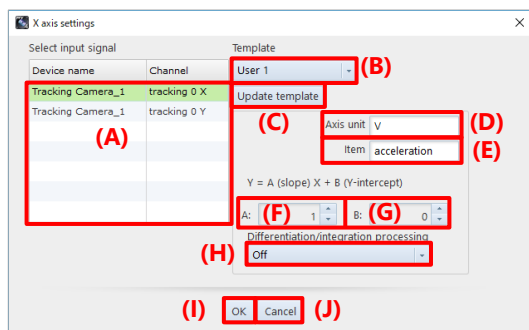 X axis settings
Select input signal
Template
Device name Channel
User 1
(B)
Tracking Camera_1 tracking 0 X
Update template
Tracking Camera_1 tracking 0 Y
(A)
(C)
Axis unit V
(D)
Item acceleration
(E)
Y = A (slope) X + B (Y-intercept)
A: (F) 1 B: (G) 0
Differentiation/integration processing
(H)
Off
(I)
OK Cancel
(J)